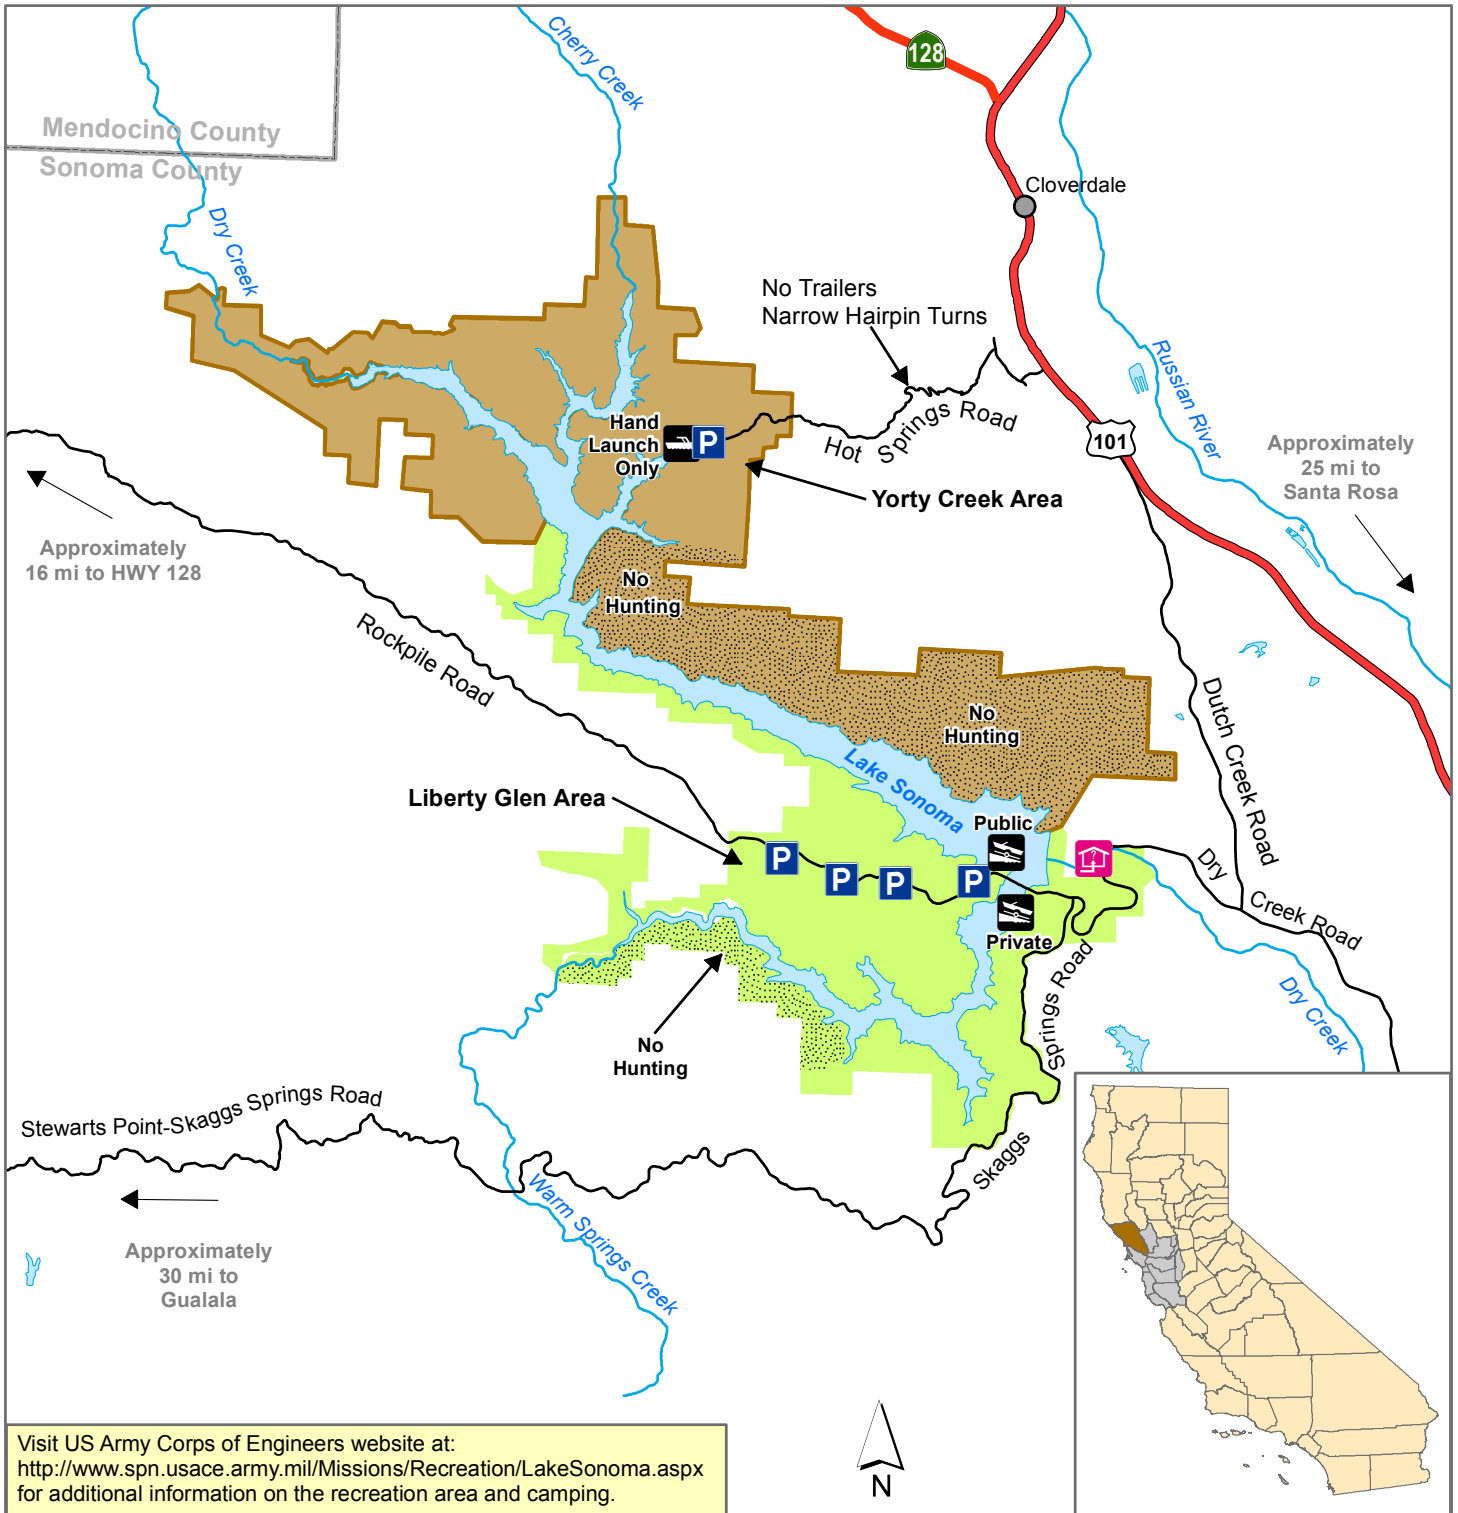 Cherry Creek
128
Mendocino County
Sonoma County
Cloverdale
Dry Creek
No Trailers
Narrow Hairpin Turns
Russian River
Hand
Launch
Only
P
Hot Springs Road
101
Approximately
25 mi to
Santa Rosa
Yorty Creek Area
Approximately
16 mi to HWY 128
No
Hunting
Rockpile Road
No
Hunting
Dutch Creek Road
Lake Sonoma
Liberty Glen Area
Public
?
P
P
P
P
Dry Creek Road
Private
Springs Road
Dry Creek
No
Hunting
Stewarts Point-Skaggs Springs Road
Skaggs
Warm Springs Creek
Approximately
30 mi to
Gualala
N
Visit US Army Corps of Engineers website at:
http://www.spn.usace.army.mil/Missions/Recreation/LakeSonoma.aspx
for additional information on the recreation area and camping.